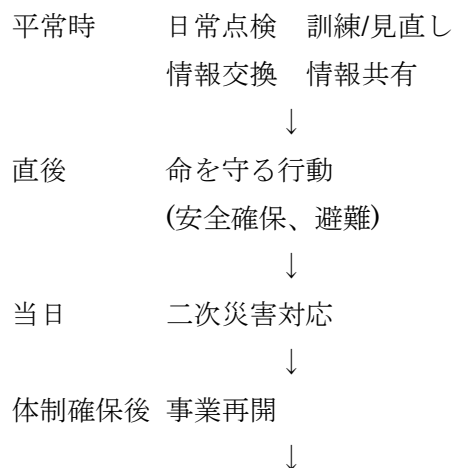 平常時 日常点検 訓練/見直し
情報交換 情報共有
↓
直後 命を守る行動
(安全確保、避難)
↓
当日 二次災害対応
↓
体制確保後 事業再開
↓